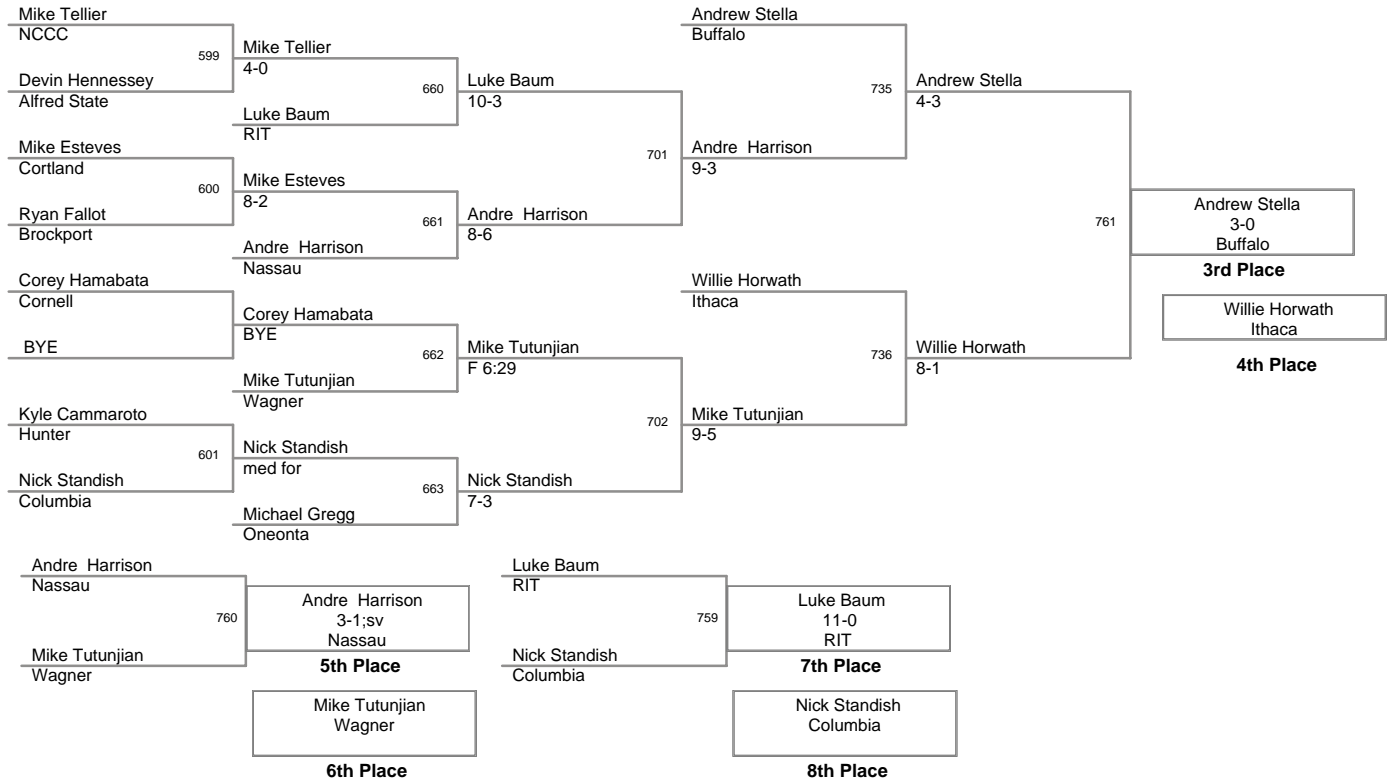 Mike Tellier
NCCC
599
Devin Hennessey
Alfred State
Mike Esteves
Cortland
600
Ryan Fallot
Brockport
Corey Hamabata
Cornell
BYE
Kyle Cammaroto
Hunter
601
Nick Standish
Columbia
Mike Tellier
4-0
660
Luke Baum
RIT
Mike Esteves
8-2
661
Andre Harrison
Nassau
Corey Hamabata
BYE
662
Mike Tutunjian
Wagner
Nick Standish
med for
663
Michael Gregg
Oneonta
Luke Baum
10-3
701
Andre Harrison
8-6
Mike Tutunjian
F 6:29
702
Nick Standish
7-3
Andrew Stella
Buffalo
735
Andre Harrison
9-3
Willie Horwath
Ithaca
736
Mike Tutunjian
9-5
Andrew Stella
4-3
761
Willie Horwath
8-1
Andrew Stella
3-0
Buffalo
3rd Place
Willie Horwath
Ithaca
4th Place
Andre Harrison
Nassau
760
Mike Tutunjian
Wagner
Andre Harrison
3-1;sv
Nassau
5th Place
Mike Tutunjian
Wagner
6th Place
Luke Baum
RIT
759
Nick Standish
Columbia
Luke Baum
11-0
RIT
7th Place
Nick Standish
Columbia
8th Place